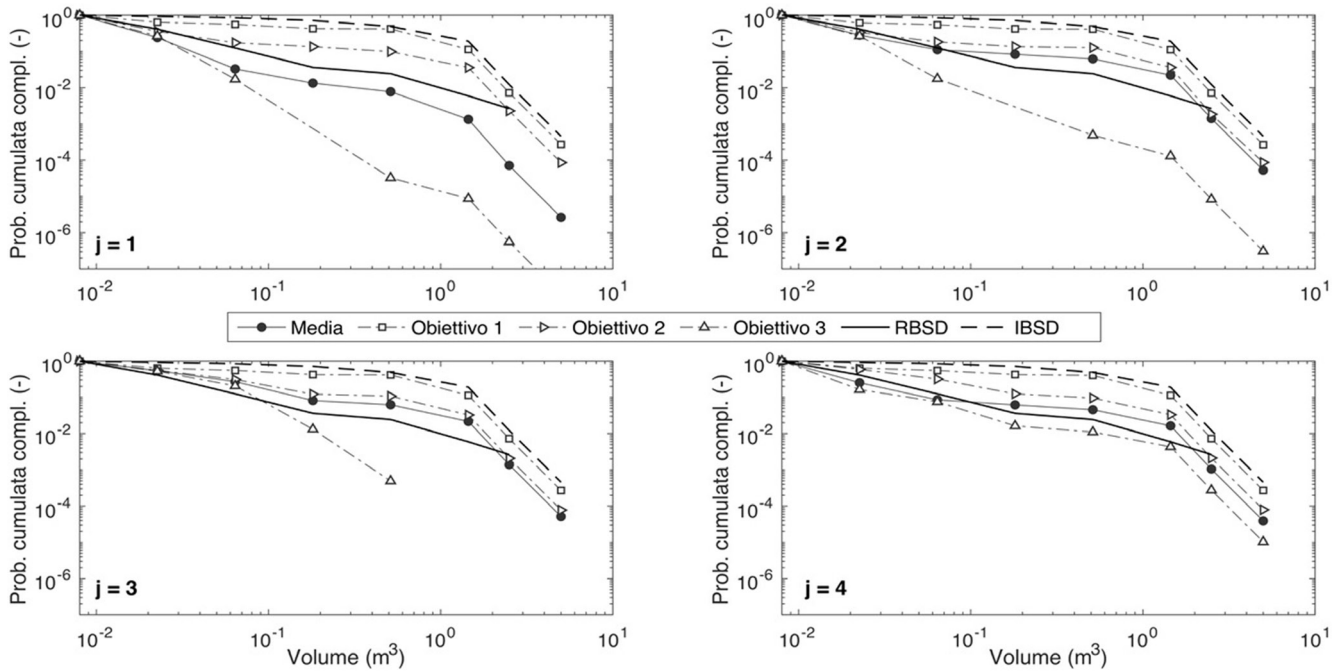 10^0
10^-2
10^-4
10^-6
Prob. cumulata compl. (-)
j = 1
10^-2 10^-1 10^0 10^1
10^0
10^-2
10^-4
10^-6
Prob. cumulata compl. (-)
j = 2
10^-2 10^-1 10^0 10^1
Media Obiettivo 1 Obiettivo 2 Obiettivo 3 RBSD IBSD
10^0
10^-2
10^-4
10^-6
Prob. cumulata compl. (-)
j = 3
10^-2 10^-1 10^0 10^1
Volume (m^3)
10^0
10^-2
10^-4
10^-6
Prob. cumulata compl. (-)
j = 4
10^-2 10^-1 10^0 10^1
Volume (m^3)